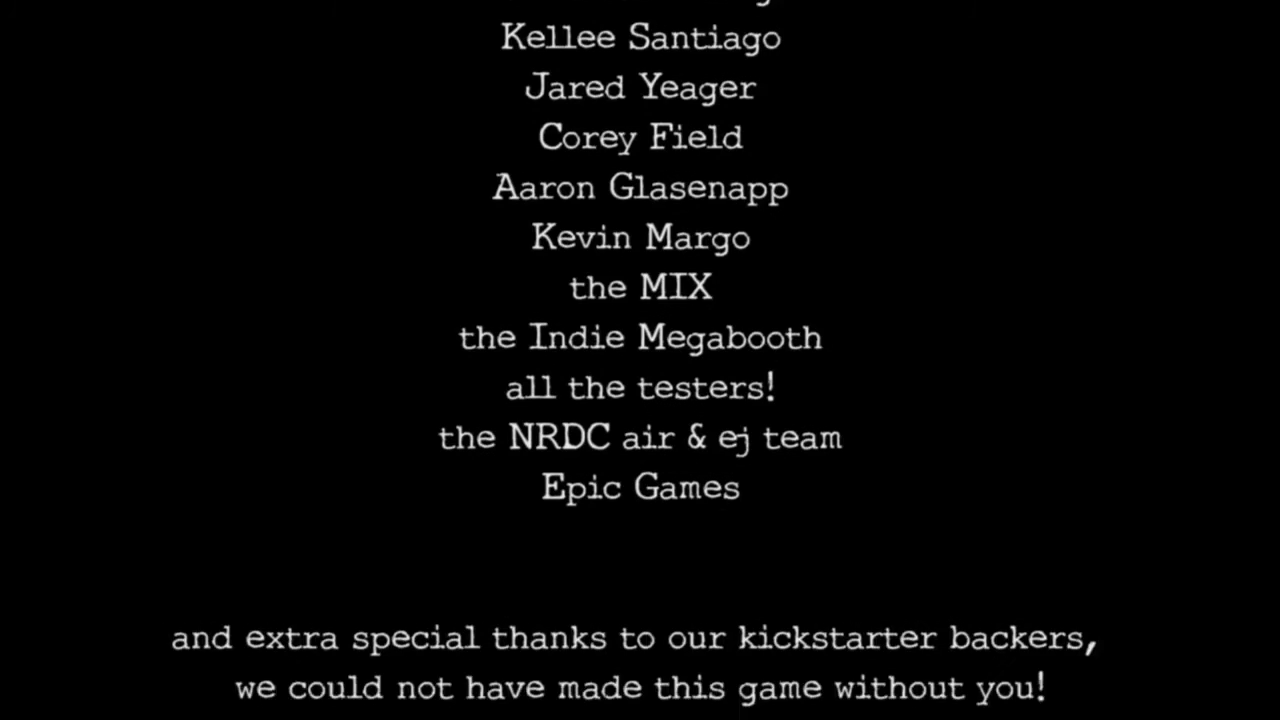 Kellee Santiago
Jared Yeager
Corey Field
Aaron Glasenapp
Kevin Margo
the MIX
the Indie Megabooth
all the testers!
the NRDC air & ej team
Epic Games
and extra special thanks to our kickstarter backers,
we could not have made this game without you!